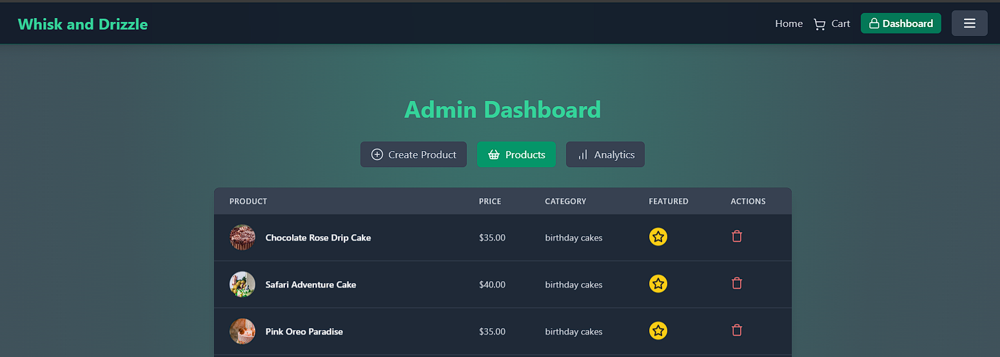 Whisk and Drizzle Home Cart Dashboard
Admin Dashboard
Create Product Products Analytics
PRODUCT PRICE CATEGORY FEATURED ACTIONS
Chocolate Rose Drip Cake $35.00 birthday cakes
Safari Adventure Cake $40.00 birthday cakes
Pink Oreo Paradise $35.00 birthday cakes